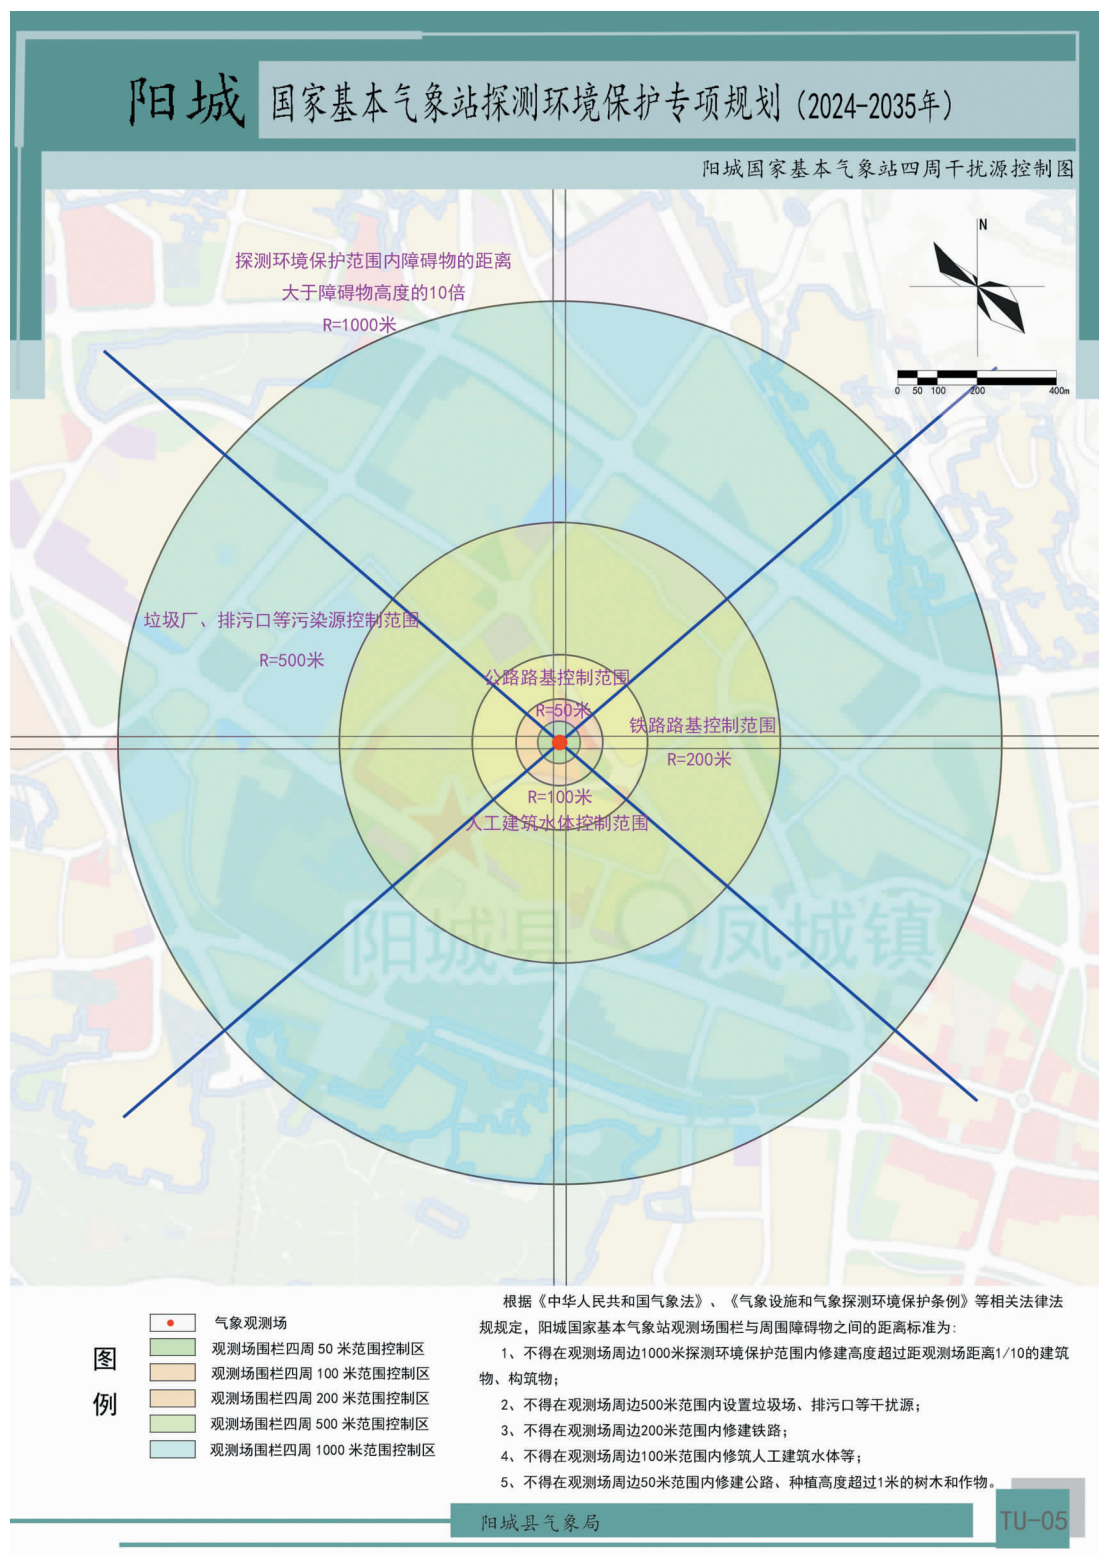 阳城 国家基本气象站探测环境保护专项规划（2024-2035年）
阳城国家基本气象站四周干扰源控制图
N
探测环境保护范围内障碍物的距离
大于障碍物高度的10倍
R=1000米
0 50 100 200 400m
垃圾厂、排污口等污染源控制范围
R=500米
公路路基控制范围
R=50米
铁路路基控制范围
R=200米
R=100米
人工建筑水体控制范围
阳城县 凤城镇
图例
气象观测场
观测场围栏四周 50 米范围控制区
观测场围栏四周 100 米范围控制区
观测场围栏四周 200 米范围控制区
观测场围栏四周 500 米范围控制区
观测场围栏四周 1000 米范围控制区
根据《中华人民共和国气象法》、《气象设施和气象探测环境保护条例》等相关法律法
规规定，阳城国家基本气象站观测场围栏与周围障碍物之间的距离标准为：
1、不得在观测场周边1000米探测环境保护范围内修建高度超过距观测场距离1/10的建筑
物、构筑物；
2、不得在观测场周边500米范围内设置垃圾场、排污口等干扰源；
3、不得在观测场周边200米范围内修建铁路；
4、不得在观测场周边100米范围内修筑人工建筑水体等；
5、不得在观测场周边50米范围内修建公路、种植高度超过1米的树木和作物。
阳城县气象局
TU-05